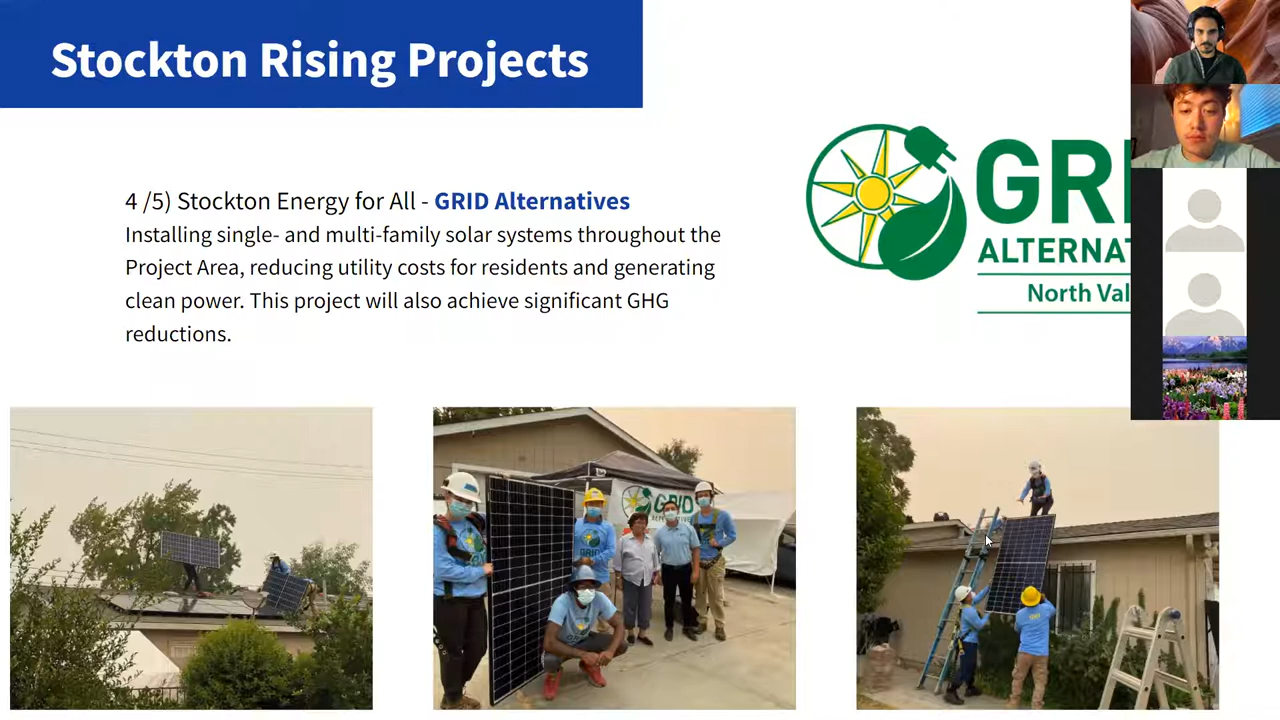 Stockton Rising Projects
4 /5) Stockton Energy for All - GRID Alternatives
Installing single- and multi-family solar systems throughout the
Project Area, reducing utility costs for residents and generating
clean power. This project will also achieve significant GHG
reductions.
GRI
ALTERNAT
North Val
GRID